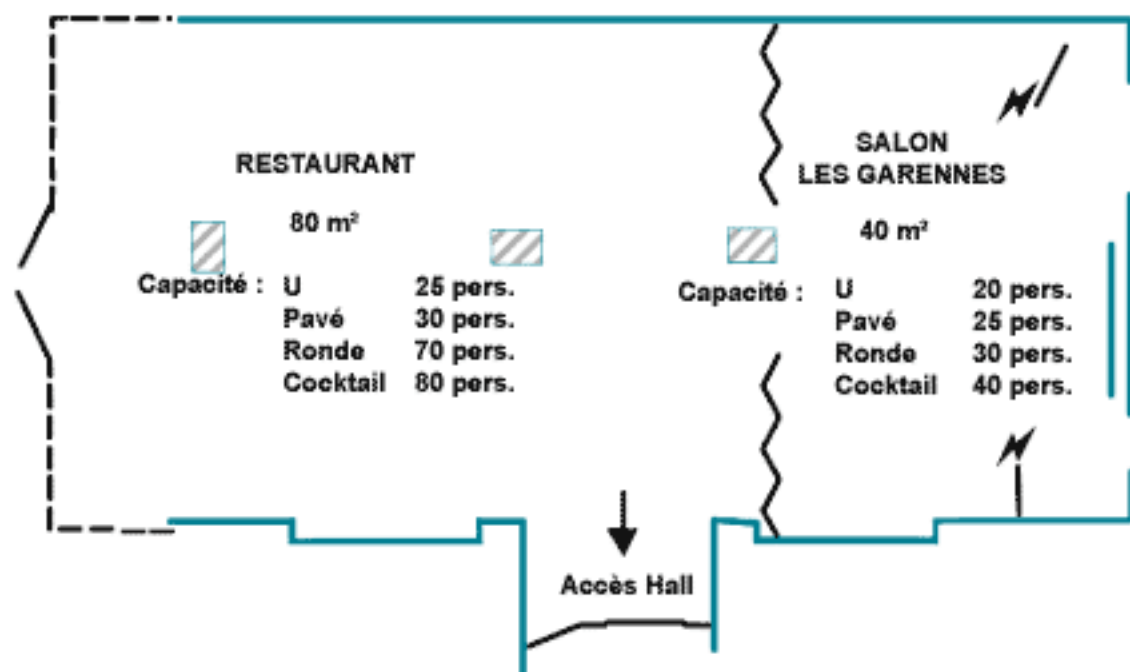 RESTAURANT
80 m²
Capacité : U 25 pers.
Pavé 30 pers.
Ronde 70 pers.
Cocktail 80 pers.
SALON
LES GARENNES
40 m²
Capacité : U 20 pers.
Pavé 25 pers.
Ronde 30 pers.
Cocktail 40 pers.
Accès Hall